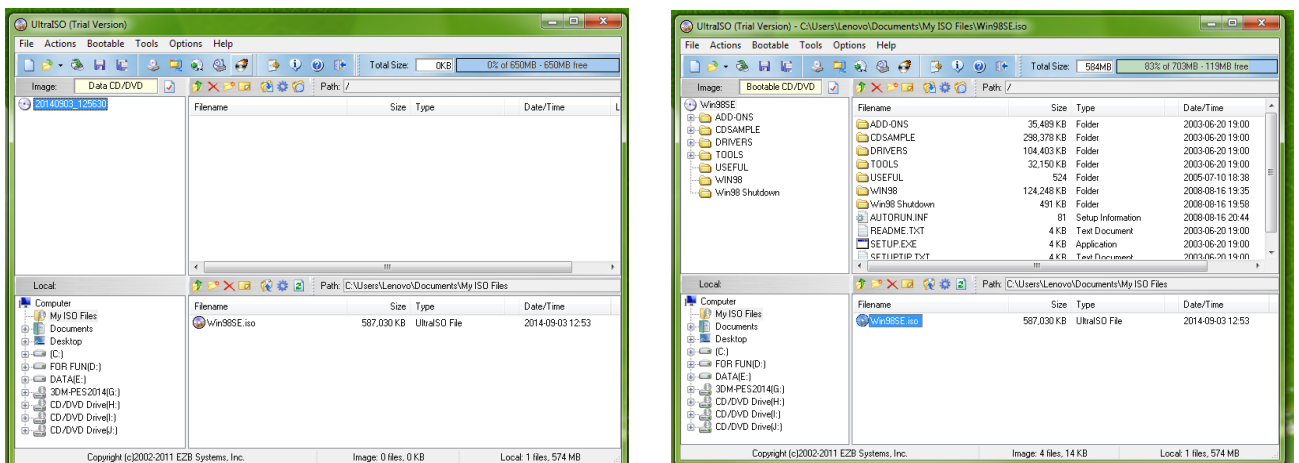 UltraISO (Trial Version)
File Actions Bootable Tools Options Help
Total Size: 0KB 0% of 650MB - 650MB free
Image: Data CD/DVD Path: /
20140903_125630
Filename Size Type Date/Time L
Local: Path: C:\Users\Lenovo\Documents\My ISO Files
Computer
My ISO Files
Documents
Desktop
(C:)
FOR FUN(D:)
DATA(E:)
3DM-PES2014(G:)
CD/DVD Drive(H:)
CD/DVD Drive(I:)
CD/DVD Drive(J:)
Filename Size Type Date/Time
Win98SE.iso 587,030 KB UltraISO File 2014-09-03 12:53
Copyright (c)2002-2011 EZB Systems, Inc. Image: 0 files, 0 KB Local: 1 files, 574 MB
UltraISO (Trial Version) - C:\Users\Lenovo\Documents\My ISO Files\Win98SE.iso
File Actions Bootable Tools Options Help
Total Size: 584MB 83% of 703MB - 119MB free
Image: Bootable CD/DVD Path: /
Win98SE
ADD-ONS
CDSAMPLE
DRIVERS
TOOLS
USEFUL
WIN98
Win98 Shutdown
Filename Size Type Date/Time
ADD-ONS 35,489 KB Folder 2003-06-20 19:00
CDSAMPLE 298,378 KB Folder 2003-06-20 19:00
DRIVERS 104,403 KB Folder 2003-06-20 19:00
TOOLS 32,150 KB Folder 2003-06-20 19:00
USEFUL 524 Folder 2005-07-10 18:38
WIN98 124,248 KB Folder 2008-08-16 19:35
Win98 Shutdown 491 KB Folder 2008-08-16 19:58
AUTORUN.INF 81 Setup Information 2008-08-16 20:44
README.TXT 4 KB Text Document 2003-06-20 19:00
SETUP.EXE 4 KB Application 2003-06-20 19:00
SETUPTIP.TXT 4 KB Text Document 2003-06-20 19:00
Local: Path: C:\Users\Lenovo\Documents\My ISO Files
Computer
My ISO Files
Documents
Desktop
(C:)
FOR FUN(D:)
DATA(E:)
3DM-PES2014(G:)
CD/DVD Drive(H:)
CD/DVD Drive(I:)
CD/DVD Drive(J:)
Filename Size Type Date/Time
Win98SE.iso 587,030 KB UltraISO File 2014-09-03 12:53
Copyright (c)2002-2011 EZB Systems, Inc. Image: 4 files, 14 KB Local: 1 files, 574 MB